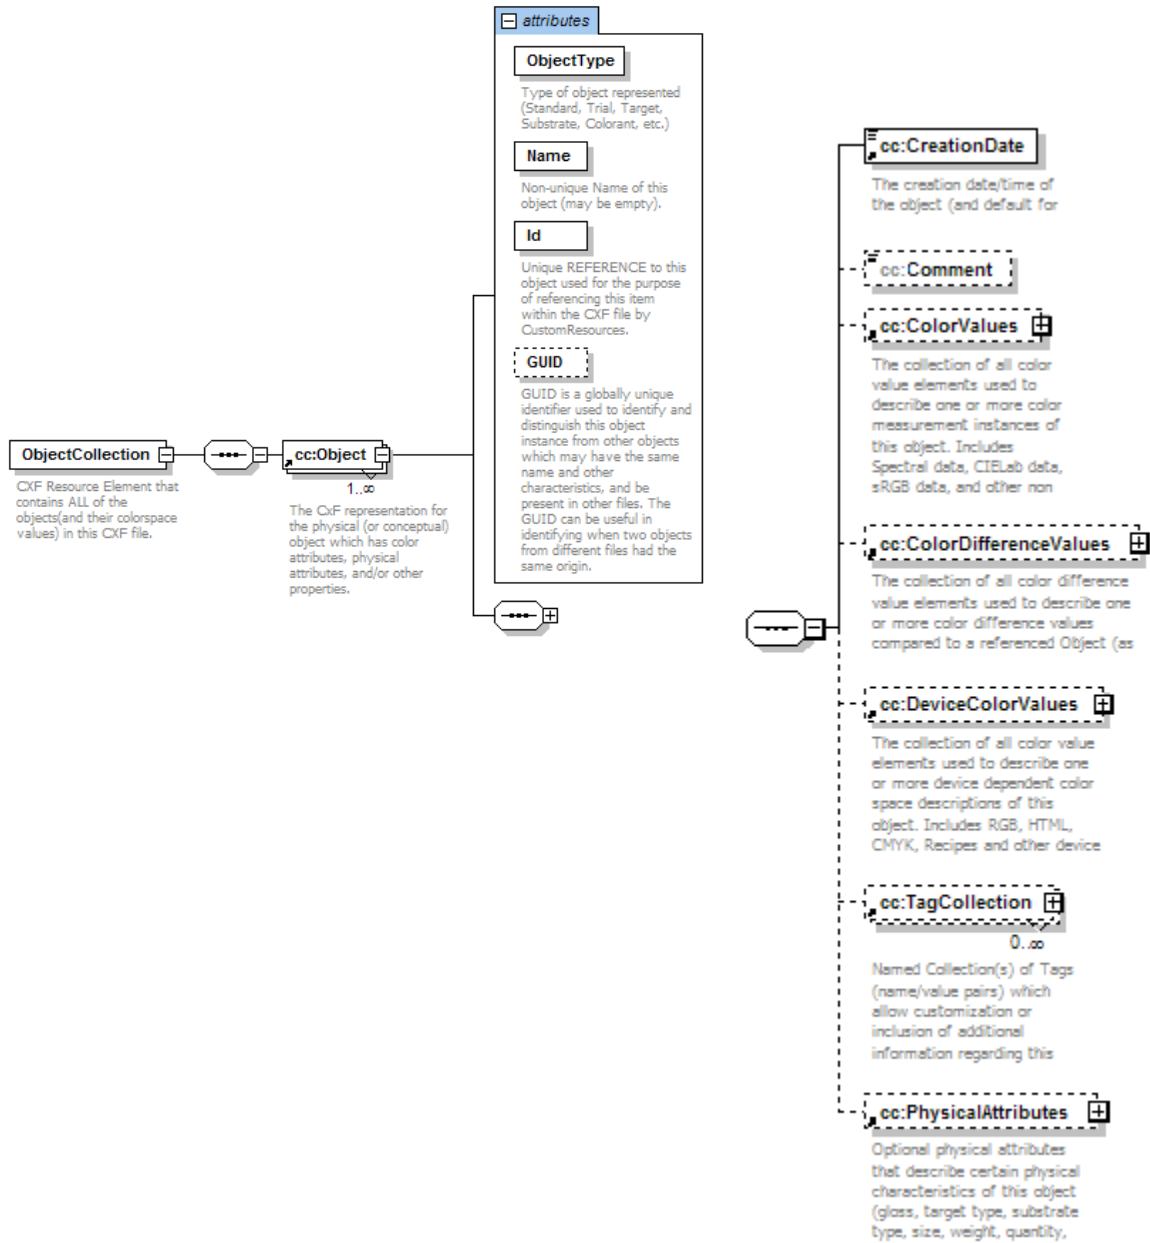 ObjectCollection
CXF Resource Element that
contains ALL of the
objects(and their colorspace
values) in this CXF file.
cc:Object
1..∞
The CxF representation for
the physical (or conceptual)
object which has color
attributes, physical
attributes, and/or other
properties.
attributes
ObjectType
Type of object represented
(Standard, Trial, Target,
Substrate, Colorant, etc.)
Name
Non-unique Name of this
object (may be empty).
Id
Unique REFERENCE to this
object used for the purpose
of referencing this item
within the CXF file by
CustomResources.
GUID
GUID is a globally unique
identifier used to identify and
distinguish this object
instance from other objects
which may have the same
name and other
characteristics, and be
present in other files. The
GUID can be useful in
identifying when two objects
from different files had the
same origin.
cc:CreationDate
The creation date/time of
the object (and default for
cc:Comment
cc:ColorValues
The collection of all color
value elements used to
describe one or more color
measurement instances of
this object. Includes
Spectral data, CIELab data,
sRGB data, and other non
cc:ColorDifferenceValues
The collection of all color difference
value elements used to describe one
or more color difference values
compared to a referenced Object (as
cc:DeviceColorValues
The collection of all color value
elements used to describe one
or more device dependent color
space descriptions of this
object. Includes RGB, HTML,
CMYK, Recipes and other device
cc:TagCollection
0..∞
Named Collection(s) of Tags
(name/value pairs) which
allow customization or
inclusion of additional
information regarding this
cc:PhysicalAttributes
Optional physical attributes
that describe certain physical
characteristics of this object
(gloss, target type, substrate
type, size, weight, quantity,